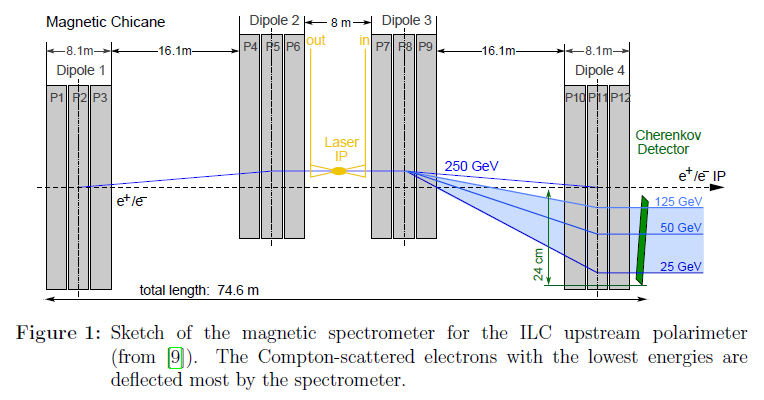 Magnetic Chicane
Dipole 2
8 m
Dipole 3
8.1m
16.1m
P4 P5 P6
out
in
P7 P8 P9
16.1m
8.1m
Dipole 1
Dipole 4
P1 P2 P3
P10 P11 P12
Laser
IP
Cherenkov
Detector
250 GeV
e⁺/e⁻ IP
e⁺/e⁻
125 GeV
50 GeV
24 cm
25 GeV
total length: 74.6 m
Figure 1: Sketch of the magnetic spectrometer for the ILC upstream polarimeter
(from [9]). The Compton-scattered electrons with the lowest energies are
deflected most by the spectrometer.